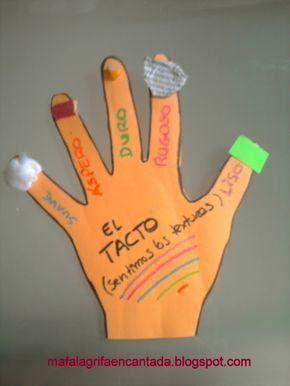 SUAVE
ÁSPERO
DURO
RUGOSO
LISO
EL
TACTO
(sentimos las texturas)
mafalagrifaencantada.blogspot.com